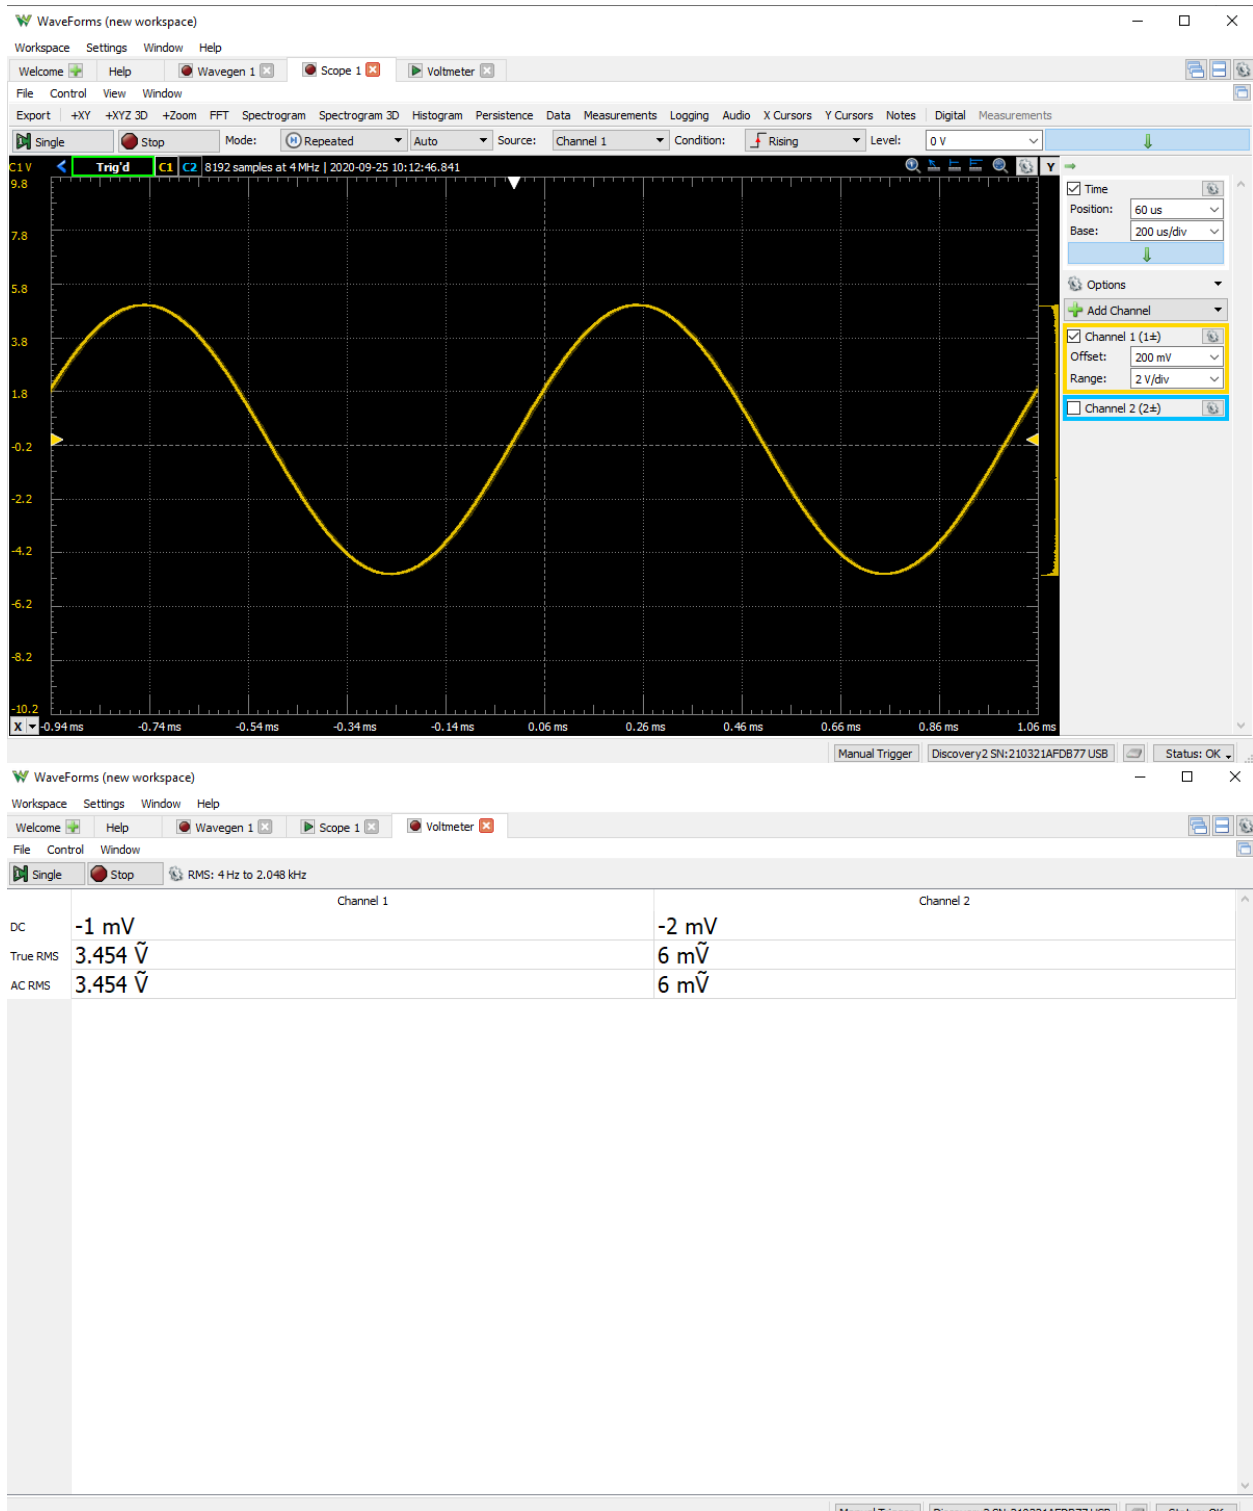 WaveForms (new workspace)
Workspace Settings Window Help
Welcome Help Wavegen 1 Scope 1 Voltmeter
File Control View Window
Export +XY +XYZ 3D +Zoom FFT Spectrogram Spectrogram 3D Histogram Persistence Data Measurements Logging Audio X Cursors Y Cursors Notes Digital Measurements
Single Stop Mode: Repeated Auto Source: Channel 1 Condition: Rising Level: 0 V
C1 V Trig'd C1 C2 8192 samples at 4 MHz | 2020-09-25 10:12:46.841 Y
9.8
7.8
5.8
3.8
1.8
-0.2
-2.2
-4.2
-6.2
-8.2
-10.2
X -0.94 ms -0.74 ms -0.54 ms -0.34 ms -0.14 ms 0.06 ms 0.26 ms 0.46 ms 0.66 ms 0.86 ms 1.06 ms
Time
Position: 60 us
Base: 200 us/div
Options
Add Channel
Channel 1 (1±)
Offset: 200 mV
Range: 2 V/div
Channel 2 (2±)
Manual Trigger Discovery2 SN:210321AFDB77 USB Status: OK
WaveForms (new workspace)
Workspace Settings Window Help
Welcome Help Wavegen 1 Scope 1 Voltmeter
File Control Window
Single Stop RMS: 4 Hz to 2.048 kHz
Channel 1 Channel 2
DC -1 mV -2 mV
True RMS 3.454 Ṽ 6 mṼ
AC RMS 3.454 Ṽ 6 mṼ